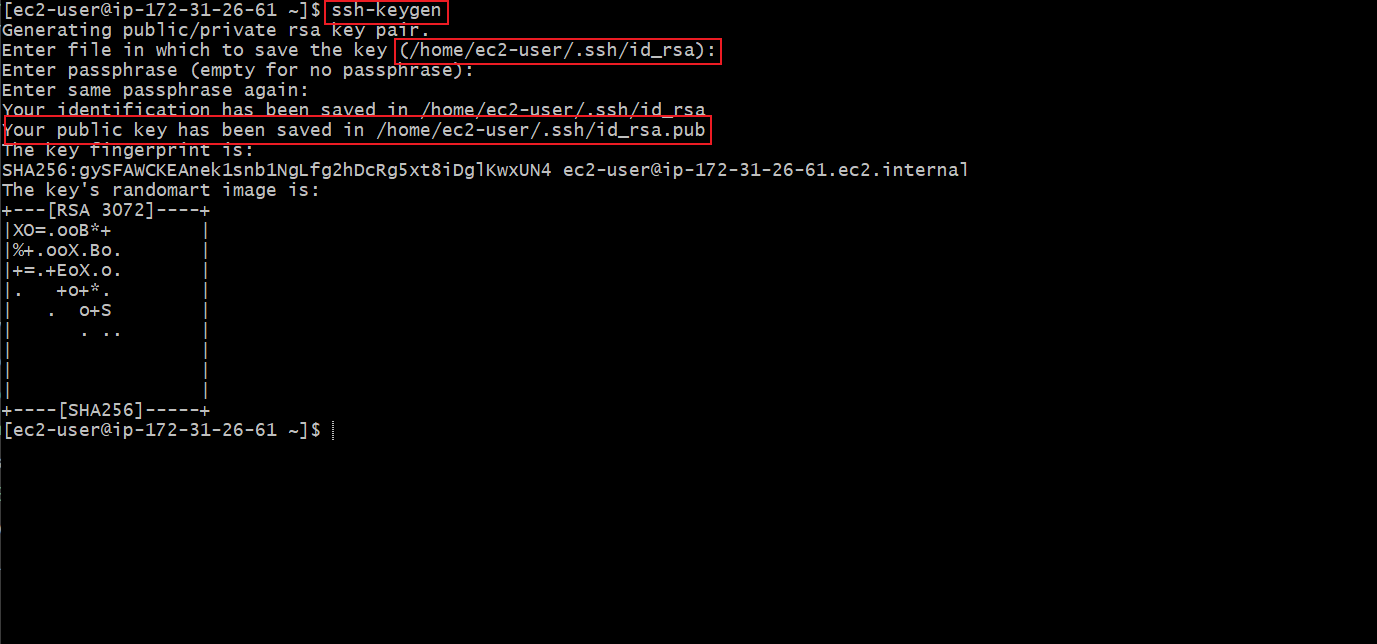 [ec2-user@ip-172-31-26-61 ~]$ ssh-keygen
Generating public/private rsa key pair.
Enter file in which to save the key (/home/ec2-user/.ssh/id_rsa):
Enter passphrase (empty for no passphrase):
Enter same passphrase again:
Your identification has been saved in /home/ec2-user/.ssh/id_rsa
Your public key has been saved in /home/ec2-user/.ssh/id_rsa.pub
The key fingerprint is:
SHA256:gySFAWCKEAnek1snb1NgLfg2hDcRg5xt8iDglKwxUN4 ec2-user@ip-172-31-26-61.ec2.internal
The key's randomart image is:
+---[RSA 3072]----+
|XO=.ooB*+        |
|%+.ooX.Bo.       |
|+=.+EoX.o.       |
|.   +o+*.        |
|   .  o+S        |
|      . ..       |
|                 |
|                 |
|                 |
+----[SHA256]-----+
[ec2-user@ip-172-31-26-61 ~]$